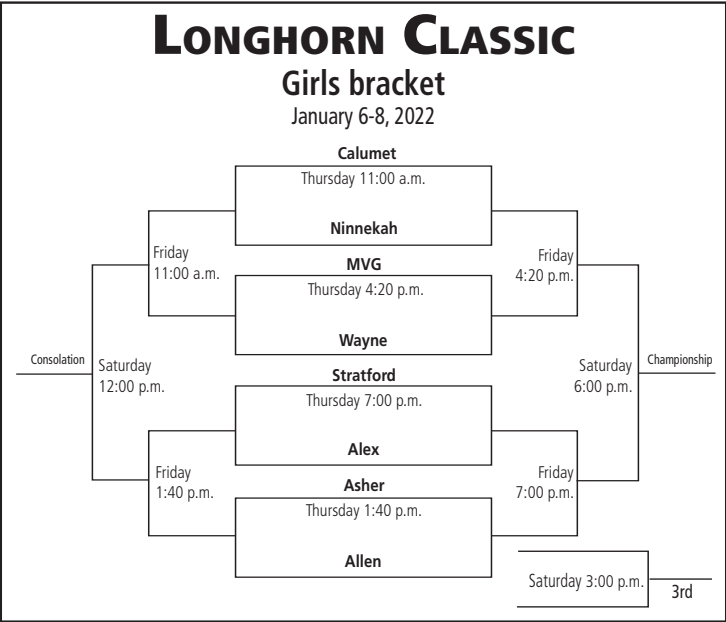 LONGHORN CLASSIC
Girls bracket
January 6-8, 2022
Calumet
Thursday 11:00 a.m.
Ninnekah
Friday
11:00 a.m.
Friday
4:20 p.m.
MVG
Thursday 4:20 p.m.
Wayne
Consolation
Saturday
12:00 p.m.
Saturday
6:00 p.m.
Championship
Stratford
Thursday 7:00 p.m.
Alex
Friday
1:40 p.m.
Friday
7:00 p.m.
Asher
Thursday 1:40 p.m.
Allen
Saturday 3:00 p.m.
3rd